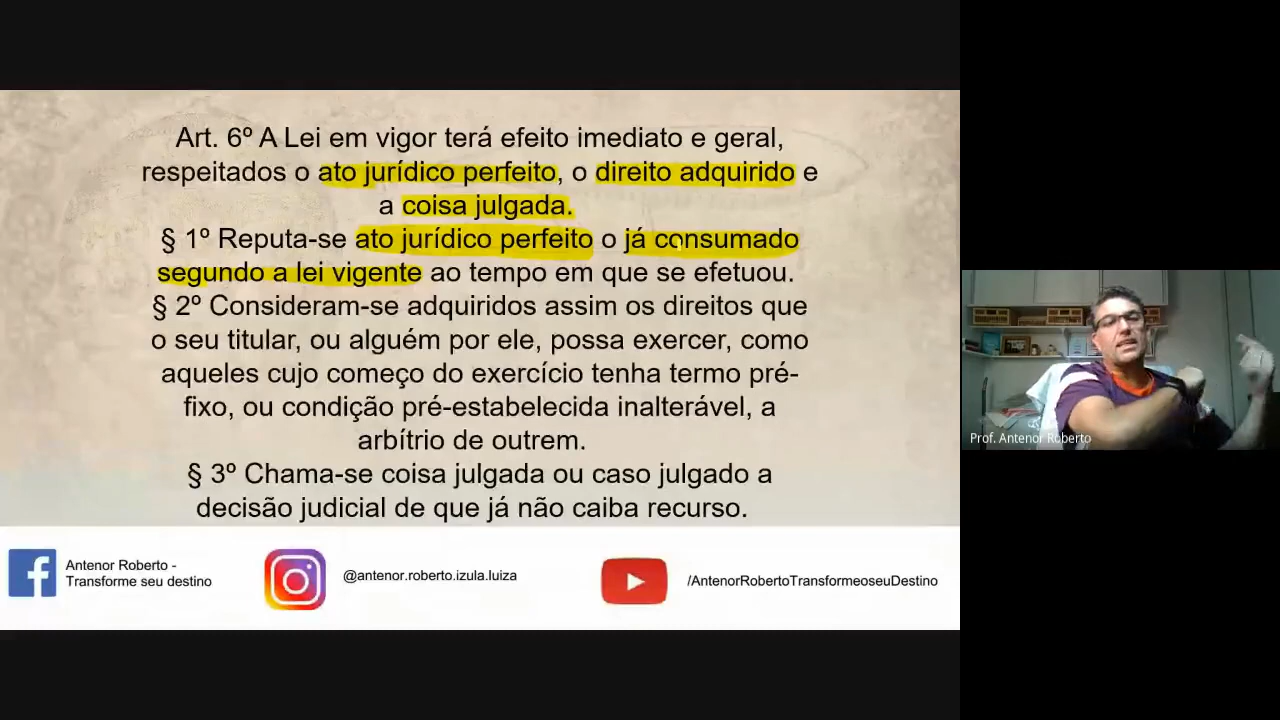 Art. 6º A Lei em vigor terá efeito imediato e geral,
respeitados o ato jurídico perfeito, o direito adquirido e
a coisa julgada.
§ 1º Reputa-se ato jurídico perfeito o já consumado
segundo a lei vigente ao tempo em que se efetuou.
§ 2º Consideram-se adquiridos assim os direitos que
o seu titular, ou alguém por ele, possa exercer, como
aqueles cujo começo do exercício tenha termo pré-
fixo, ou condição pré-estabelecida inalterável, a
arbítrio de outrem.
§ 3º Chama-se coisa julgada ou caso julgado a
decisão judicial de que já não caiba recurso.
Antenor Roberto -
Transforme seu destino
@antenor.roberto.izula.luiza
/AntenorRobertoTransformeoseuDestino
Prof. Antenor Roberto